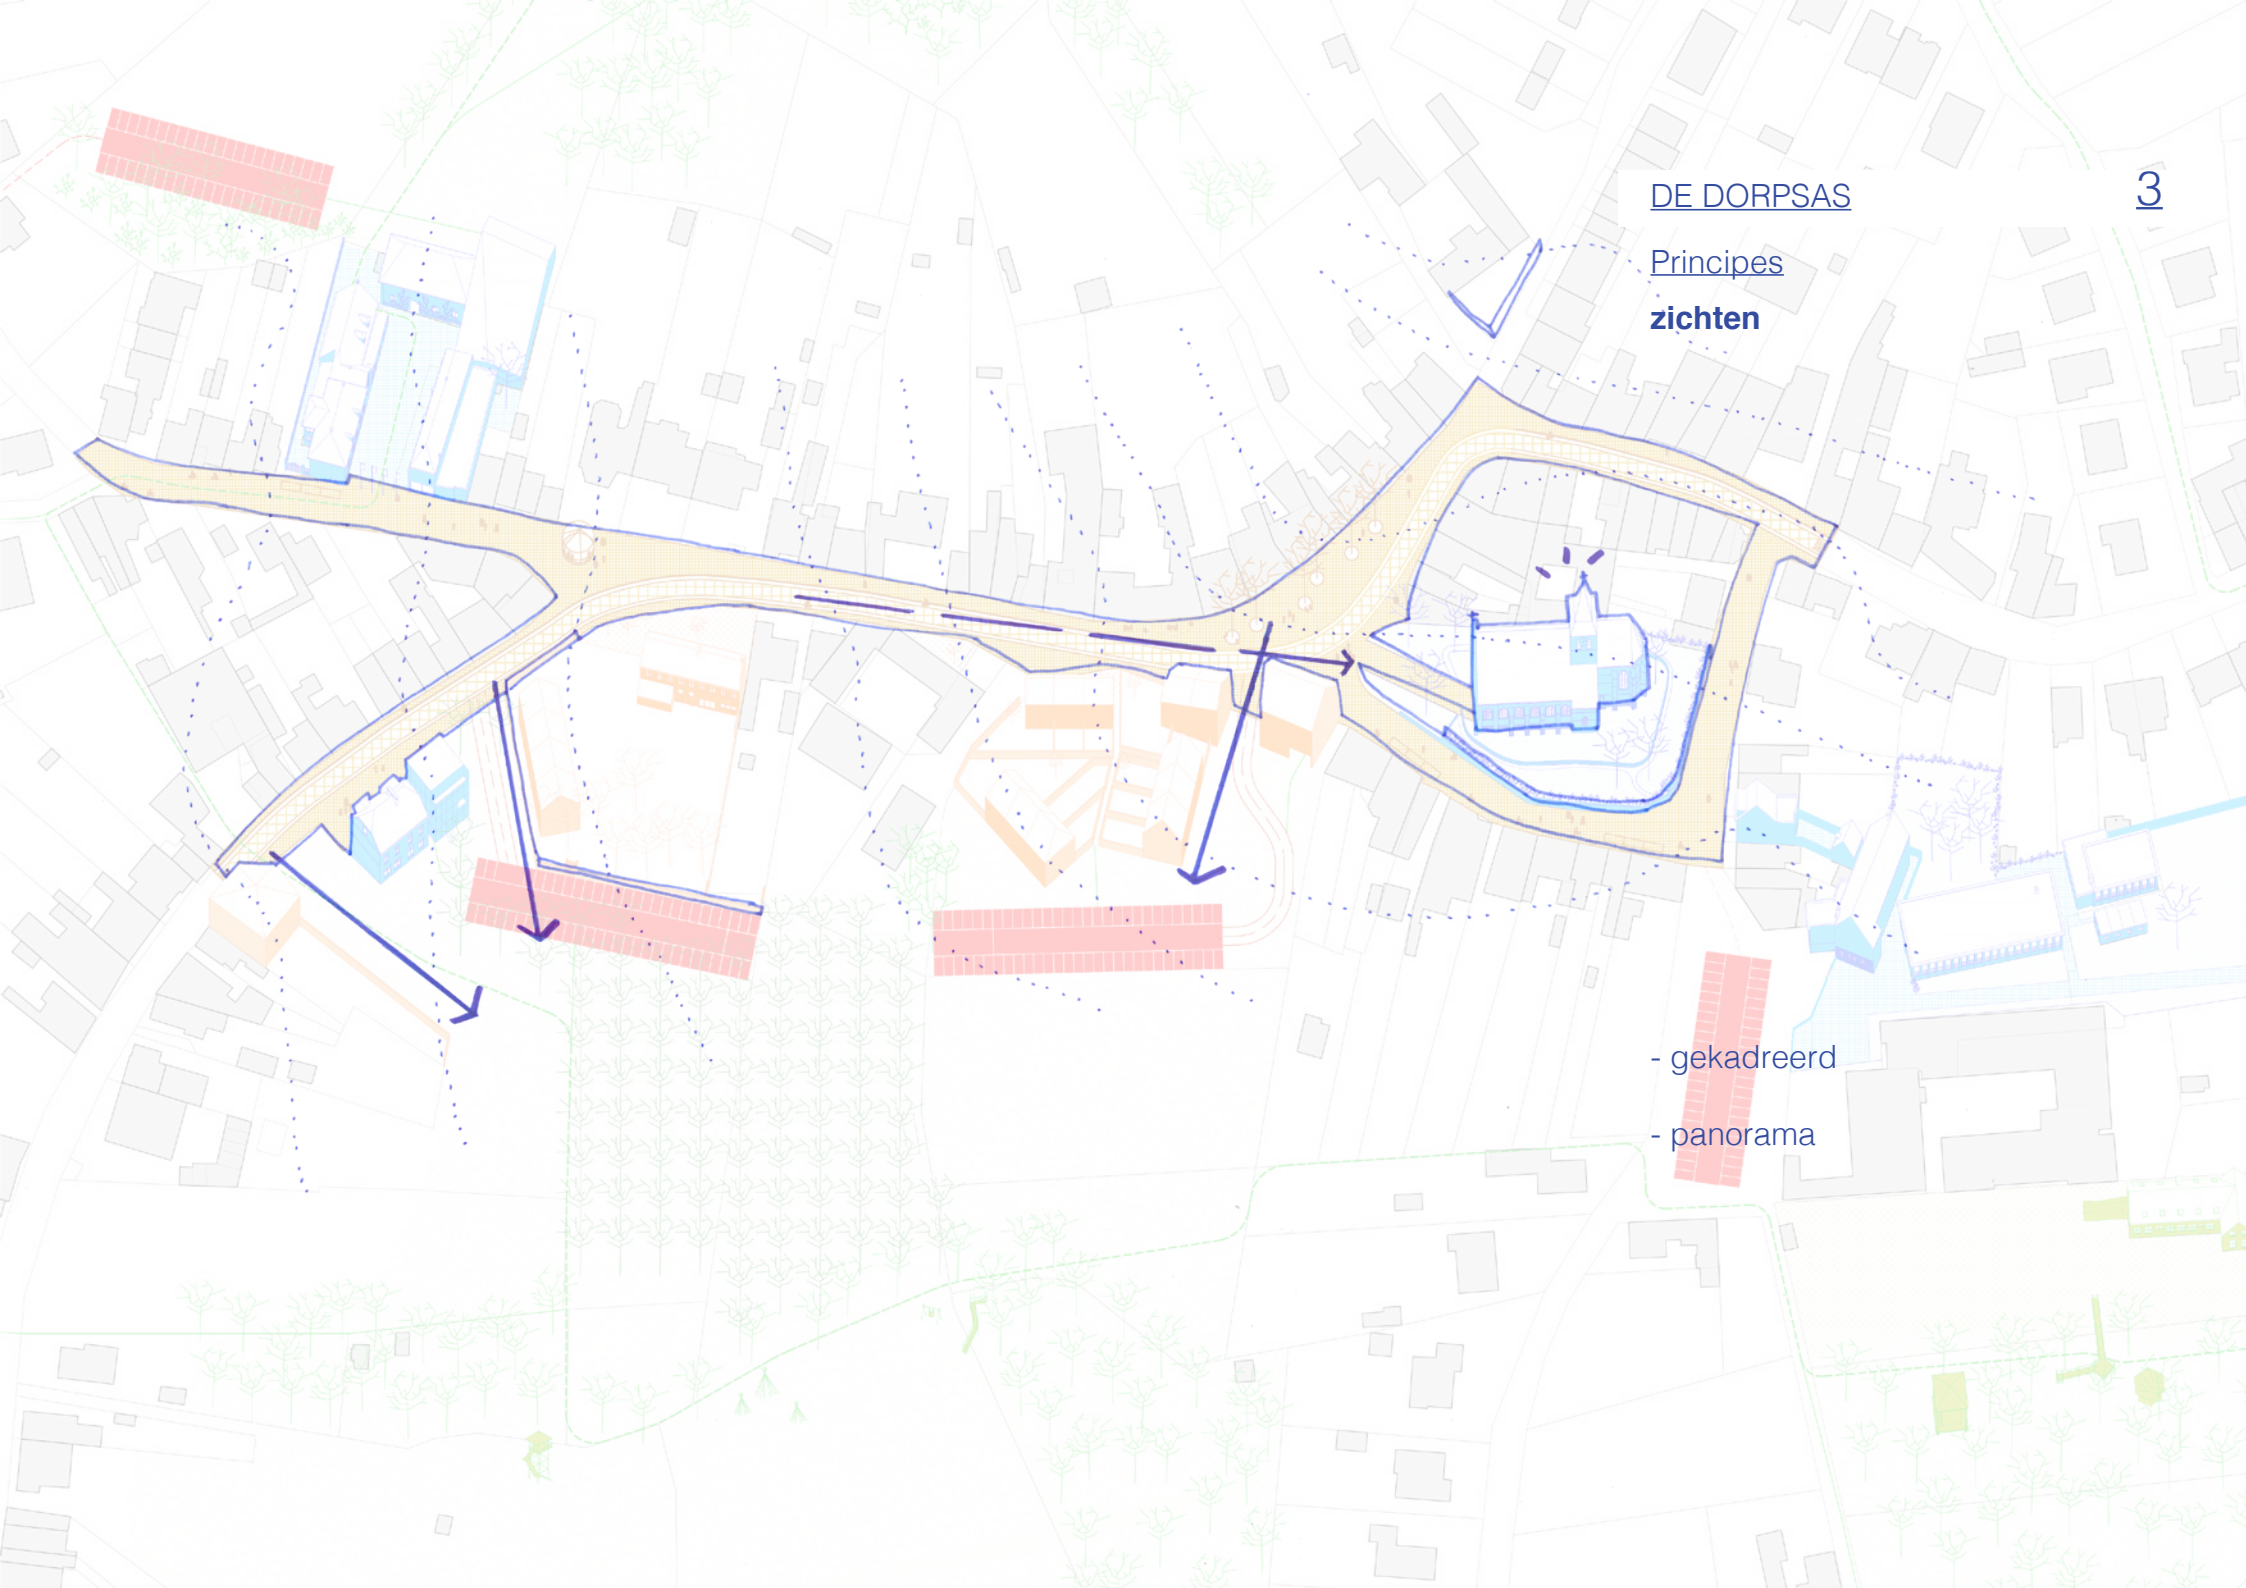 DE DORPSAS
3
Principes
zichten
- gekadreerd
- panorama